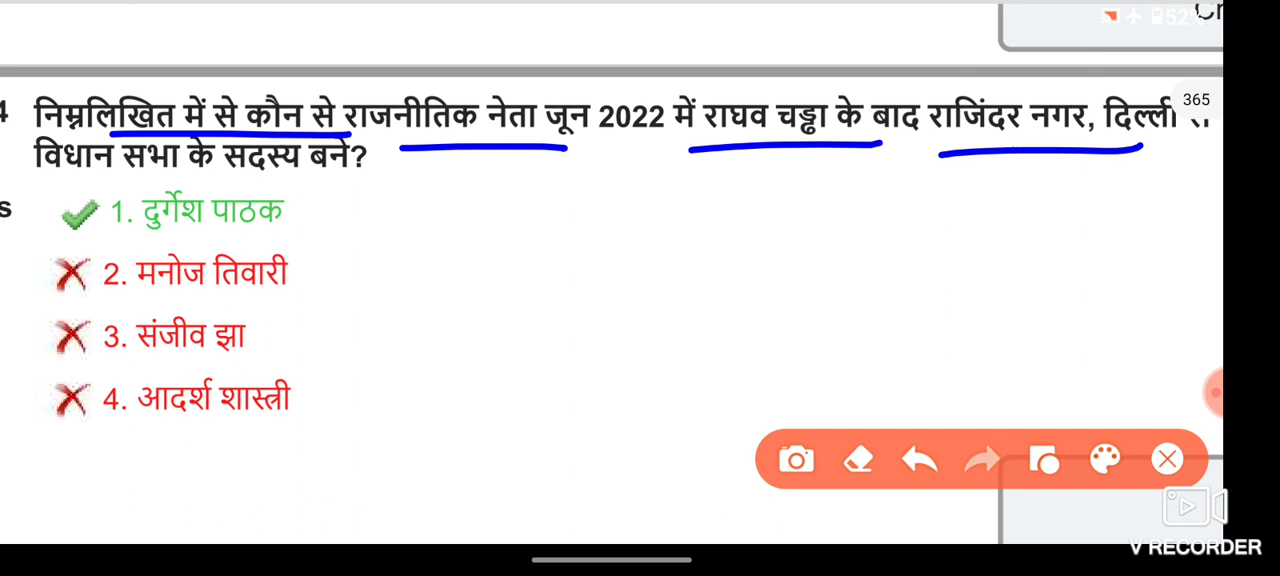 52%
365
निम्नलिखित में से कौन से राजनीतिक नेता जून 2022 में राघव चड्ढा के बाद राजिंदर नगर, दिल्ली
विधान सभा के सदस्य बने?
s
1. दुर्गेश पाठक
2. मनोज तिवारी
3. संजीव झा
4. आदर्श शास्त्री
V RECORDER